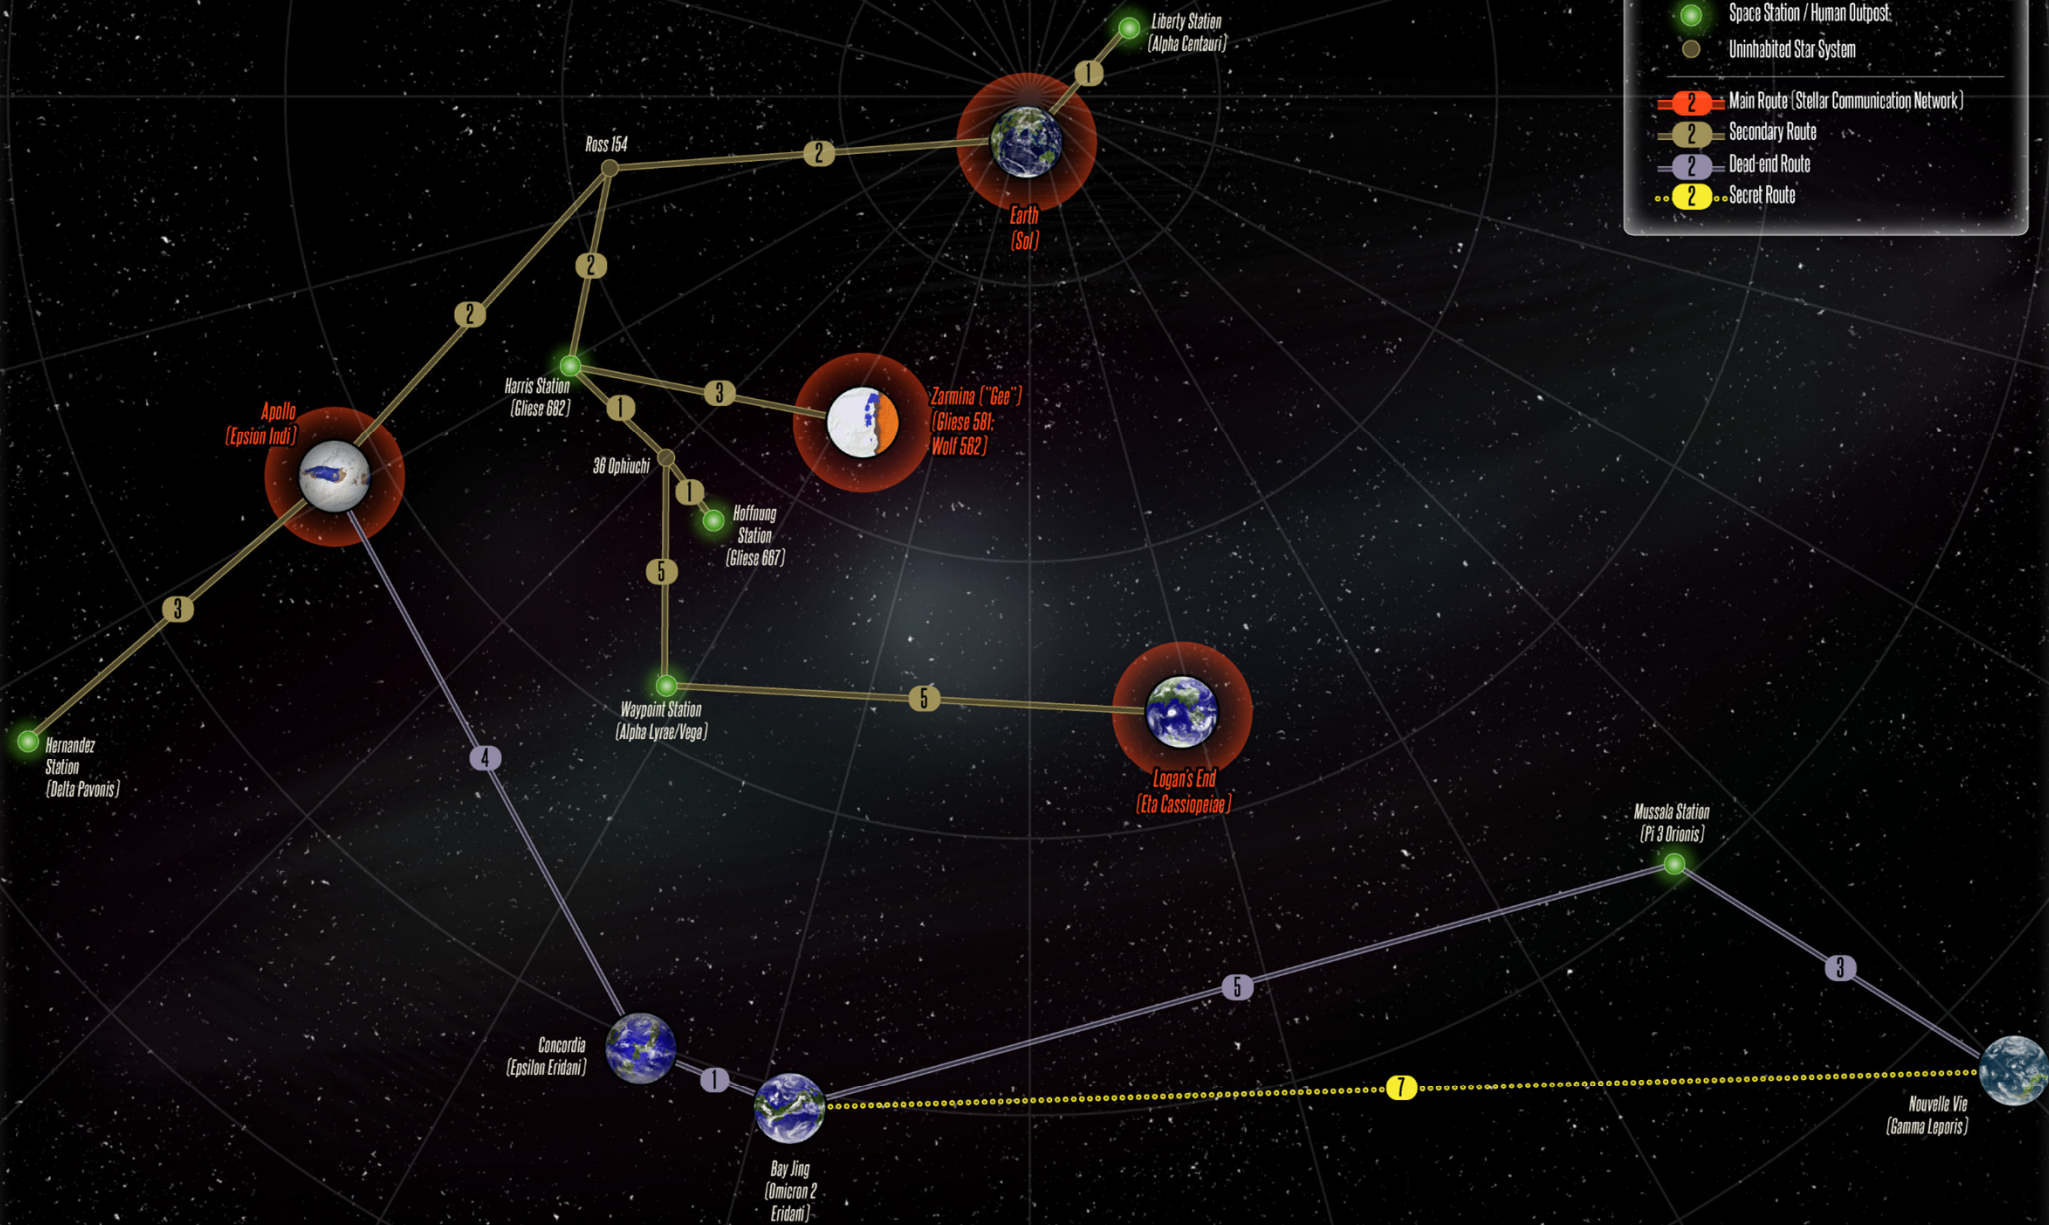 Liberty Station
(Alpha Centauri)
1
Space Station / Human Outpost
Uninhabited Star System
2 Main Route (Stellar Communication Network)
2 Secondary Route
2 Dead-end Route
2 Secret Route
Ross 154
2
Earth
(Sol)
2
2
Harris Station
(Gliese 682)
3
1
Zarmina ("Gee")
(Gliese 581;
Wolf 562)
Apollo
(Epsion Indi)
36 Ophiuchi
1
Hoffnung
Station
(Gliese 667)
5
3
Waypoint Station
(Alpha Lyrae/Vega)
5
Logan's End
(Eta Cassiopeiae)
Hernandez
Station
(Delta Pavonis)
4
Mussala Station
(Pi 3 Orionis)
5
3
Concordia
(Epsilon Eridani)
1
7
Bay Jing
(Omicron 2
Eridani)
Nouvelle Vie
(Gamma Leporis)